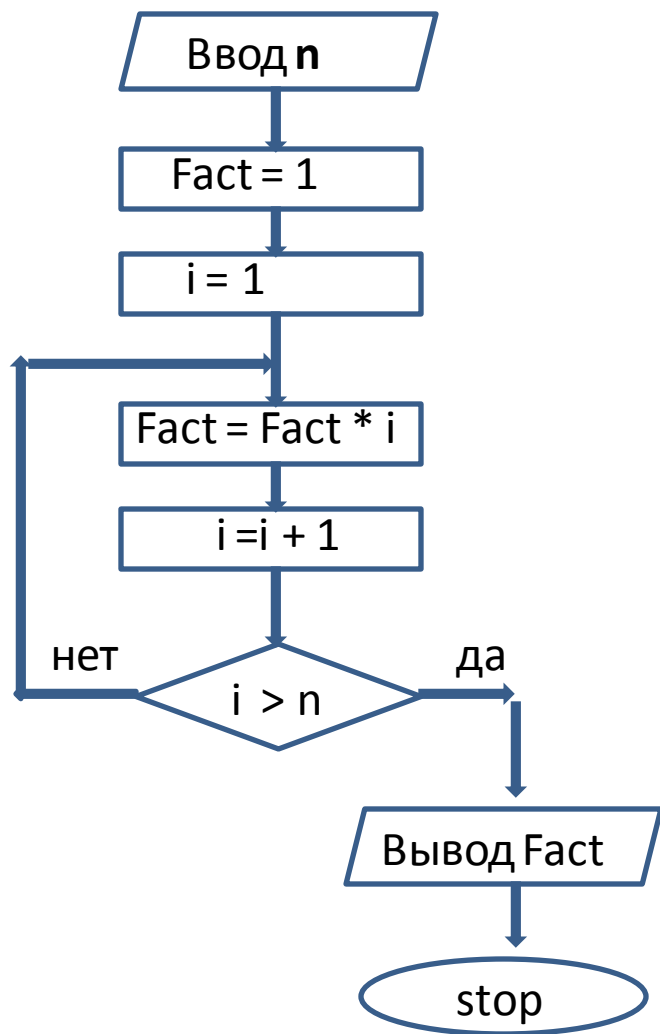 Ввод n
Fact = 1
i = 1
Fact = Fact * i
i =i + 1
нет
да
i > n
Вывод Fact
stop